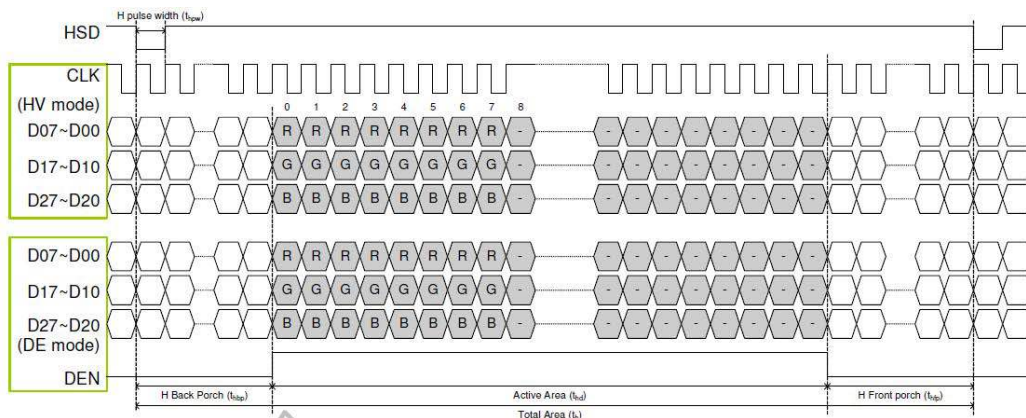 H pulse width (thpw)
HSD
CLK
(HV mode)
0 1 2 3 4 5 6 7 8
D07~D00 R R R R R R R R - - - - - - - - -
D17~D10 G G G G G G G G - - - - - - - - -
D27~D20 B B B B B B B B - - - - - - - - -
D07~D00 R R R R R R R R - - - - - - - - -
D17~D10 G G G G G G G G - - - - - - - - -
D27~D20 B B B B B B B B - - - - - - - - -
(DE mode)
DEN
H Back Porch (thbp) Active Area (thd) H Front porch (thfp)
Total Area (th)